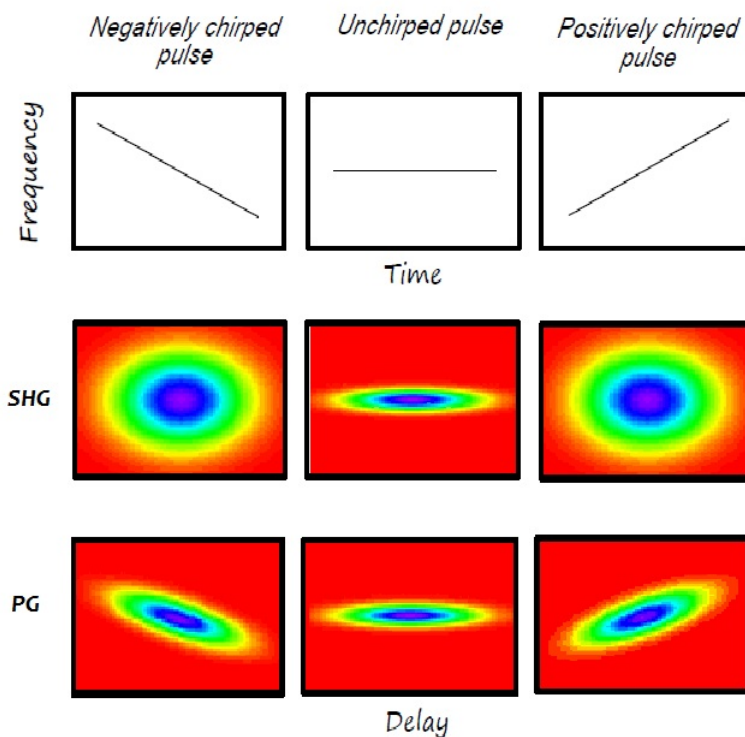 Negatively chirped
pulse
Unchirped pulse
Positively chirped
pulse
Frequency
Time
SHG
PG
Delay